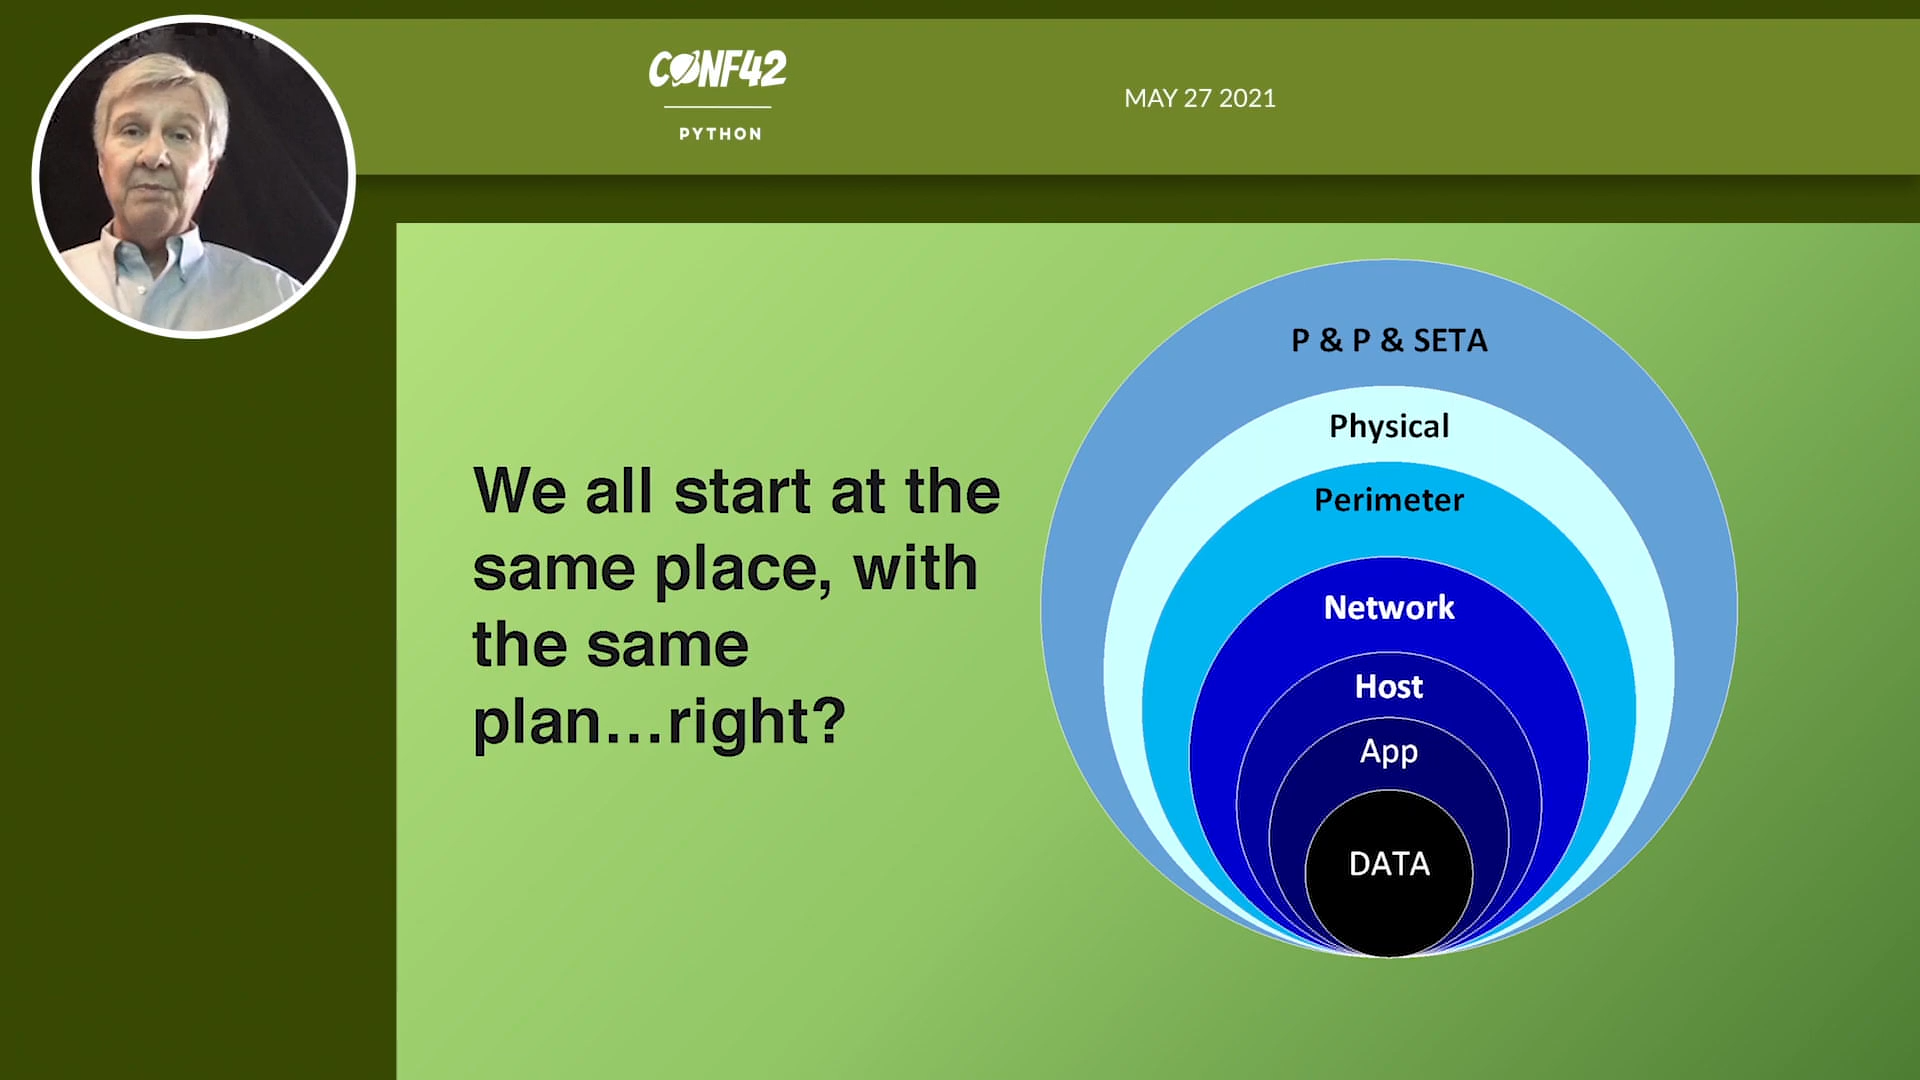 CONF42
PYTHON
MAY 27 2021
We all start at the
same place, with
the same
plan...right?
P & P & SETA
Physical
Perimeter
Network
Host
App
DATA